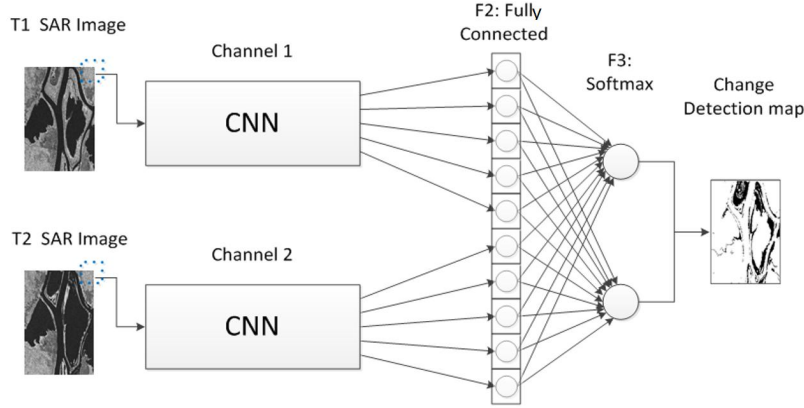 T1 SAR Image
Channel 1
CNN
F2: Fully
Connected
F3:
Softmax
Change
Detection map
T2 SAR Image
Channel 2
CNN